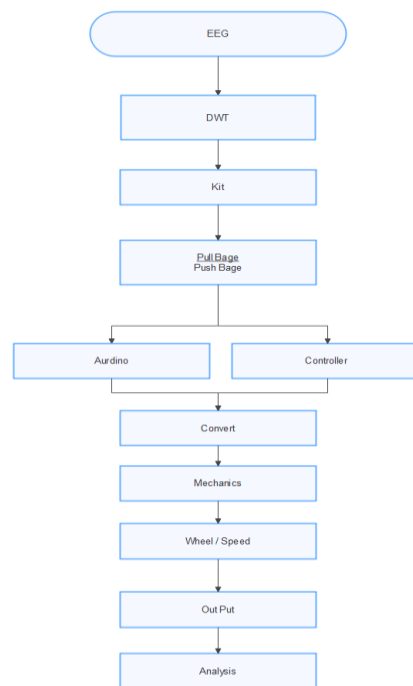 EEG
DWT
Kit
Pull Bage
Push Bage
Aurdino
Controller
Convert
Mechanics
Wheel / Speed
Out Put
Analysis